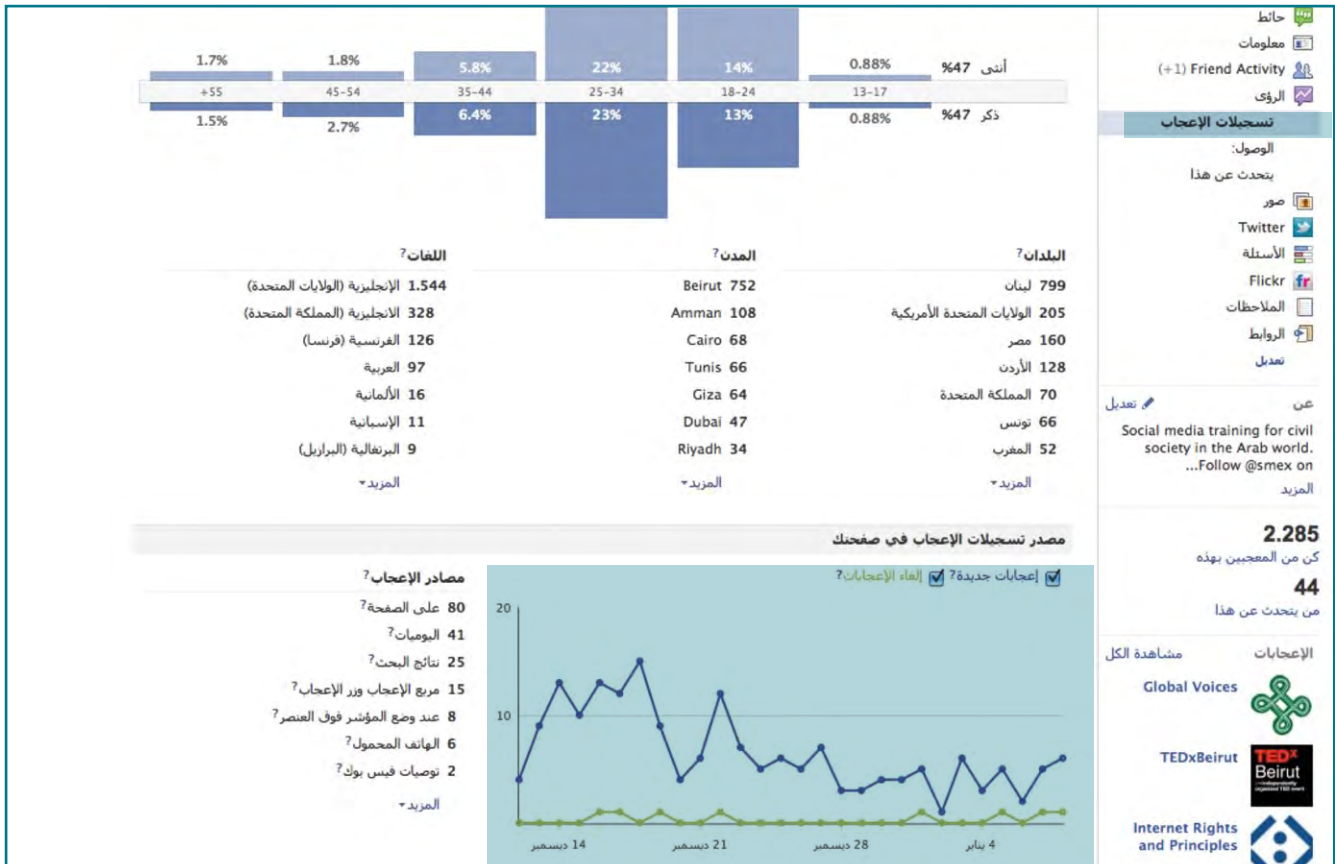 حائط
معلومات
Friend Activity (+1)
الرؤى
تسجيلات الإعجاب
الوصول:
يتحدث عن هذا
صور
Twitter
الأسئلة
Flickr
fr
الملاحظات
الروابط
تعديل
عن
تعديل
Social media training for civil
society in the Arab world.
...Follow @smex on
المزيد
2.285
كن من المعجبين بهذه
44
من يتحدث عن هذا
الإعجابات
مشاهدة الكل
Global Voices
TEDxBeirut
TEDx
Beirut
Internet Rights
and Principles
أنثى 47%
0.88% 14% 22% 5.8% 1.8% 1.7%
13-17 18-24 25-34 35-44 45-54 55+
ذكر 47%
0.88% 13% 23% 6.4% 2.7% 1.5%
البلدان?
799 لبنان
205 الولايات المتحدة الأمريكية
160 مصر
128 الأردن
70 المملكة المتحدة
66 تونس
52 المغرب
المزيد
المدن?
752 Beirut
108 Amman
68 Cairo
66 Tunis
64 Giza
47 Dubai
34 Riyadh
المزيد
اللغات?
1.544 الإنجليزية (الولايات المتحدة)
328 الانجليزية (المملكة المتحدة)
126 الفرنسية (فرنسا)
97 العربية
16 الألمانية
11 الإسبانية
9 البرتغالية (البرازيل)
المزيد
مصدر تسجيلات الإعجاب في صفحتك
إعجابات جديدة? إلغاء الإعجابات?
20
10
14 ديسمبر
21 ديسمبر
28 ديسمبر
4 يناير
مصادر الإعجاب?
80 على الصفحة?
41 اليوميات?
25 نتائج البحث?
15 مربع الإعجاب وزر الإعجاب?
8 عند وضع المؤشر فوق العنصر?
6 الهاتف المحمول?
2 توصيات فيس بوك?
المزيد